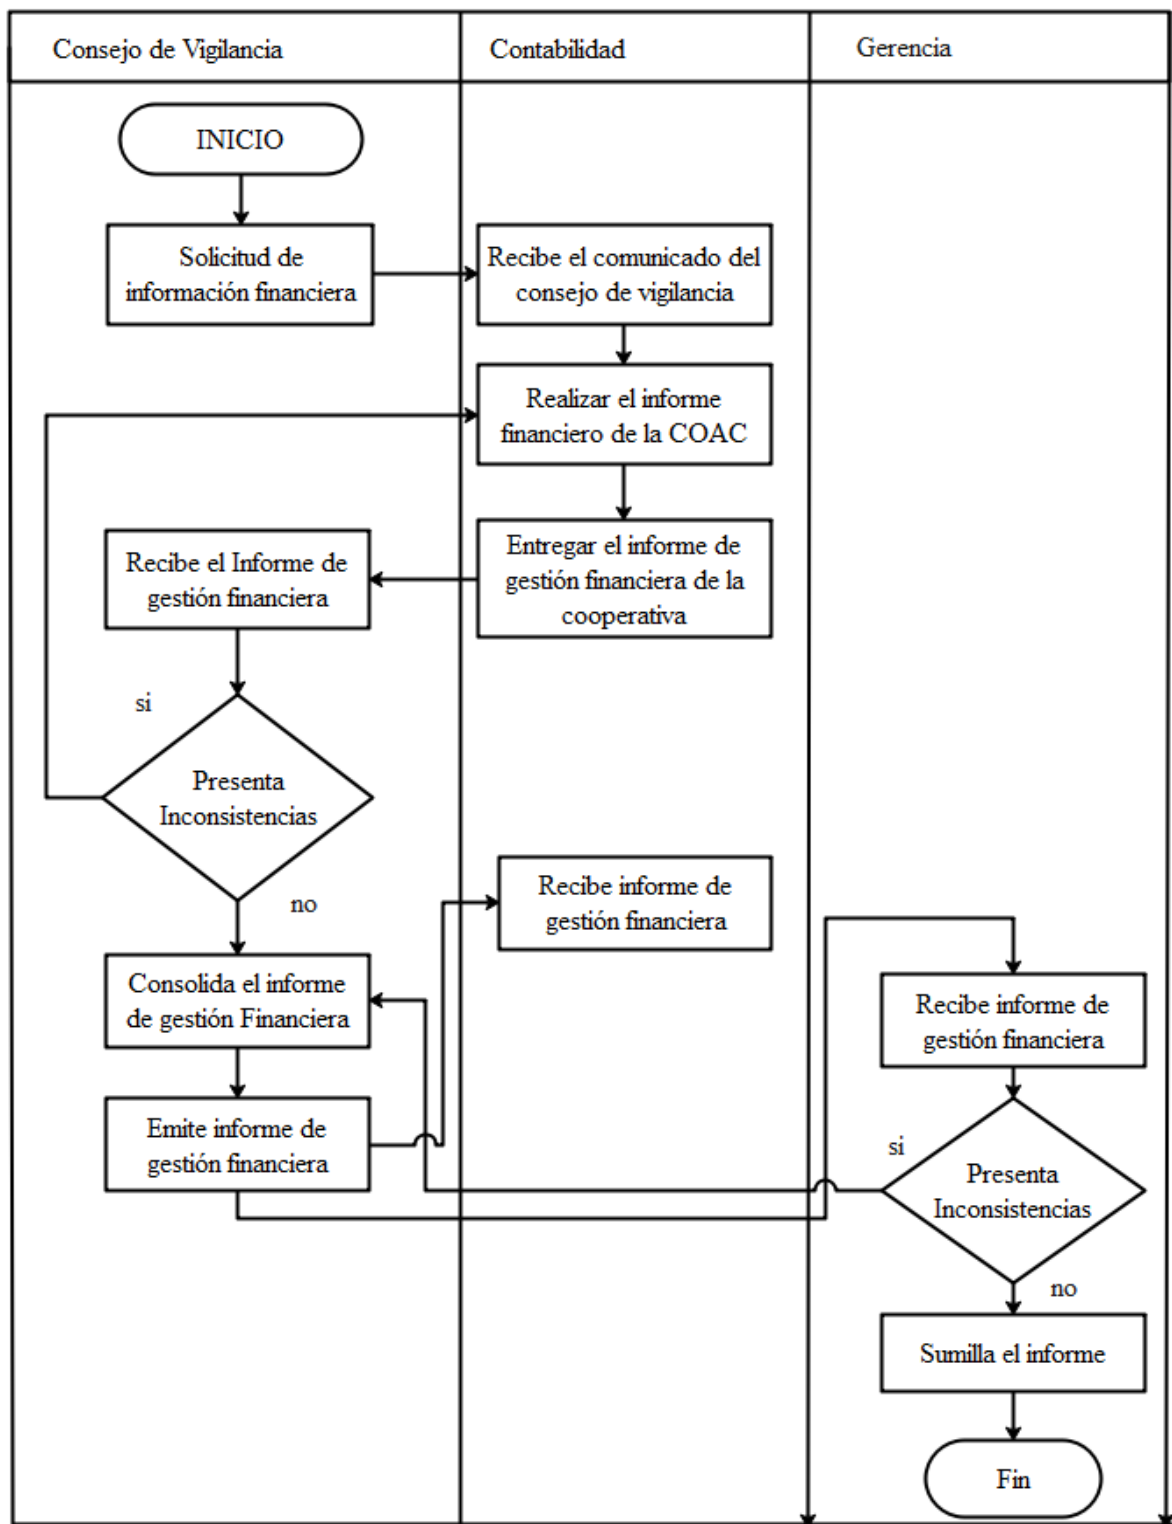 Consejo de Vigilancia
Contabilidad
Gerencia
INICIO
Solicitud de
información financiera
Recibe el comunicado del
consejo de vigilancia
Realizar el informe
financiero de la COAC
Entregar el informe de
gestión financiera de la
cooperativa
Recibe el Informe de
gestión financiera
si
Presenta
Inconsistencias
no
Recibe informe de
gestión financiera
Consolida el informe
de gestión Financiera
Emite informe de
gestión financiera
Recibe informe de
gestión financiera
si
Presenta
Inconsistencias
no
Sumilla el informe
Fin